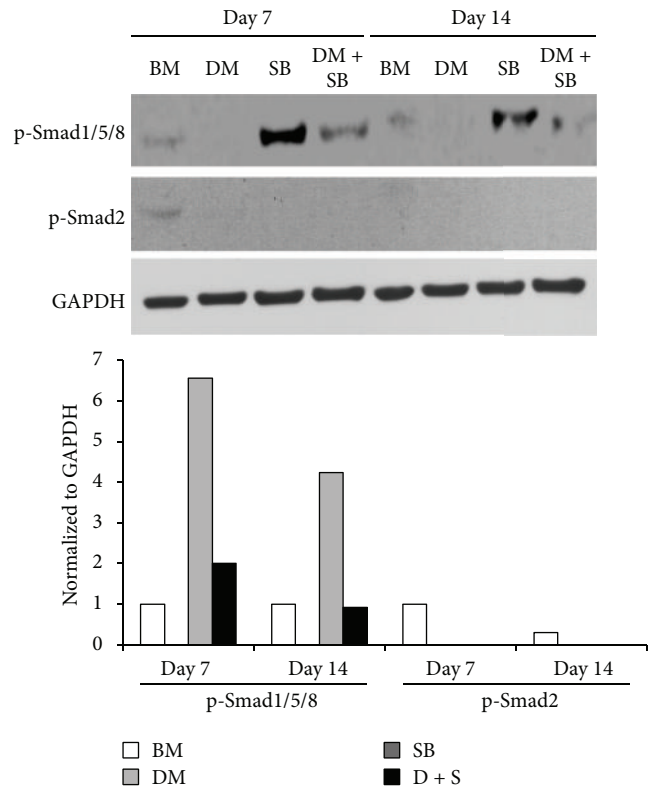 Day 7 Day 14
BM DM SB DM + SB BM DM SB DM + SB
p-Smad1/5/8
p-Smad2
GAPDH
Normalized to GAPDH
7
6
5
4
3
2
1
0
Day 7 Day 14 Day 7 Day 14
p-Smad1/5/8 p-Smad2
BM SB
DM D + S